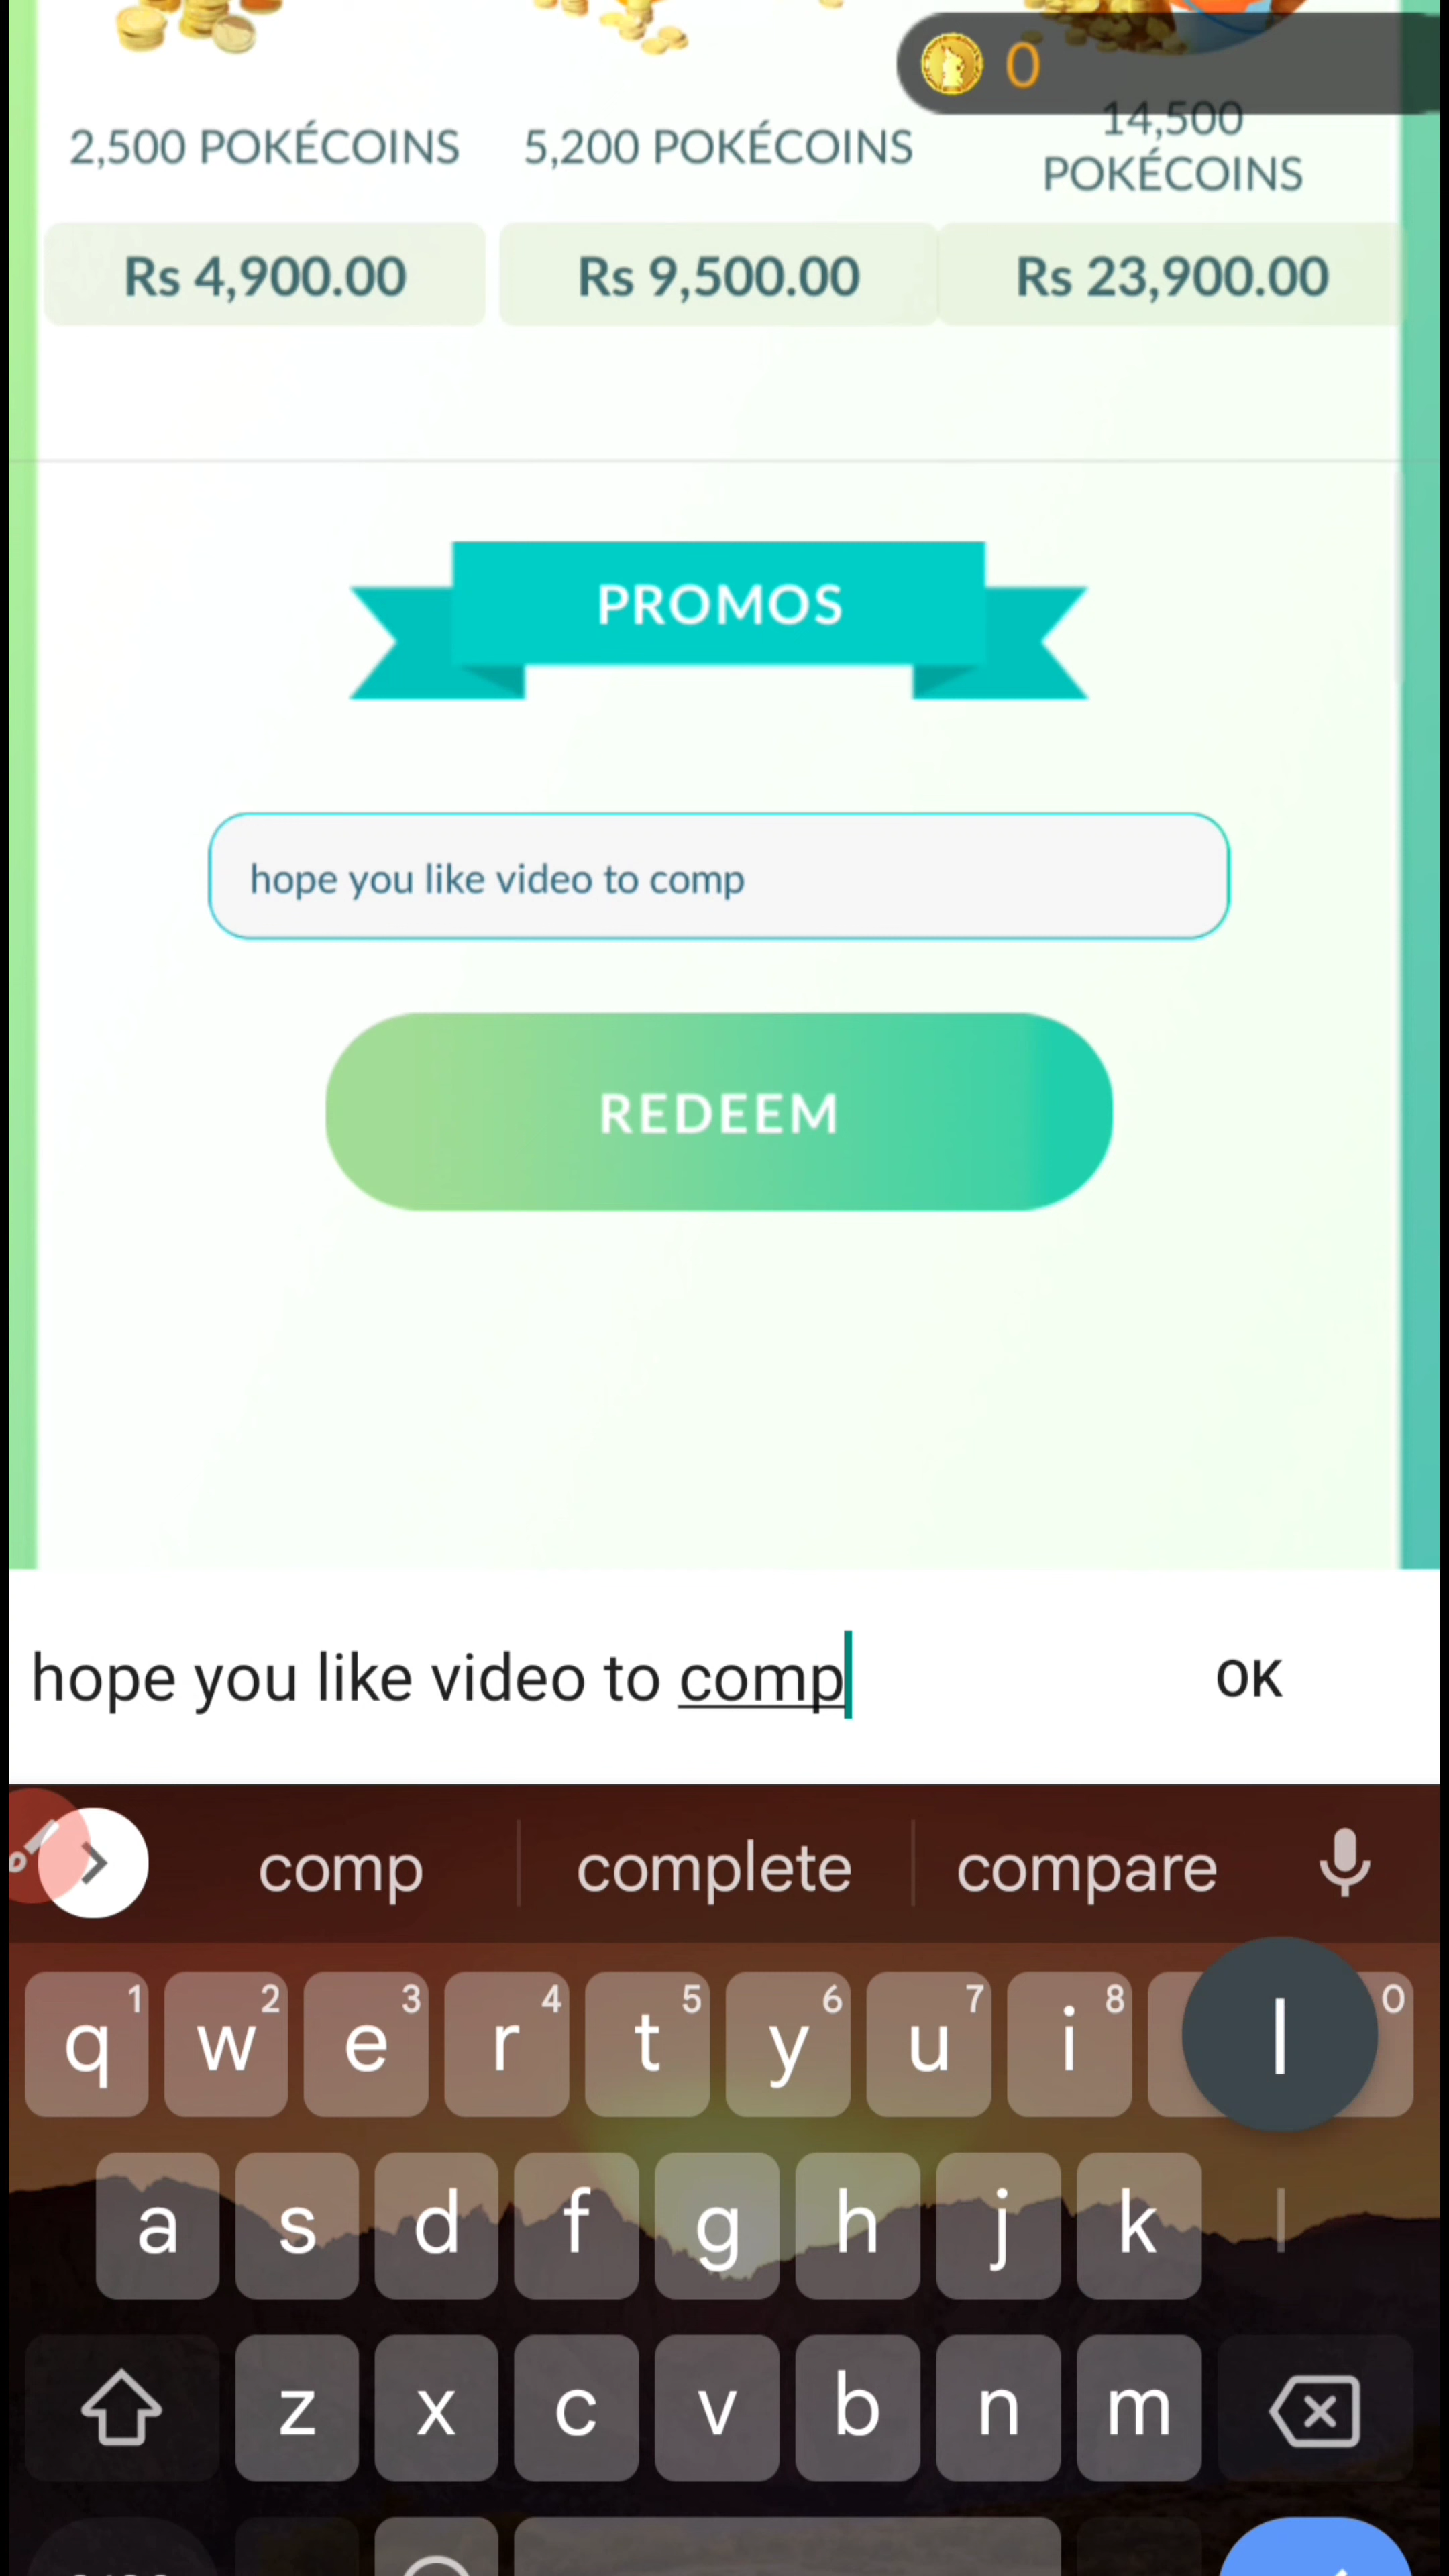 0
2,500 POKÉCOINS 5,200 POKÉCOINS 14,500 POKÉCOINS
Rs 4,900.00 Rs 9,500.00 Rs 23,900.00
PROMOS
hope you like video to comp
REDEEM
hope you like video to comp OK
comp complete compare
1 2 3 4 5 6 7 8 0
q w e r t y u i l
a s d f g h j k l
z x c v b n m